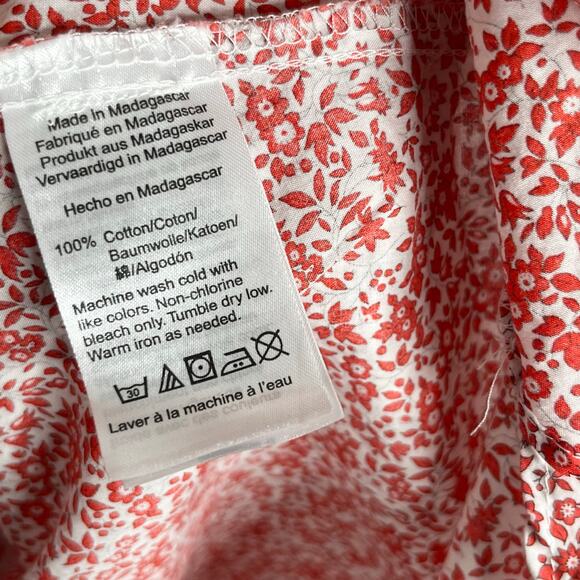 Made in Madagascar
Fabriqué en Madagascar
Produkt aus Madagaskar
Vervaardigd in Madagascar
Hecho en Madagascar
100% Cotton/Coton/
Baumwolle/Katoen/
綿/Algodón
Machine wash cold with
like colors. Non-chlorine
bleach only. Tumble dry low.
Warm iron as needed.
30
Laver à la machine à l'eau